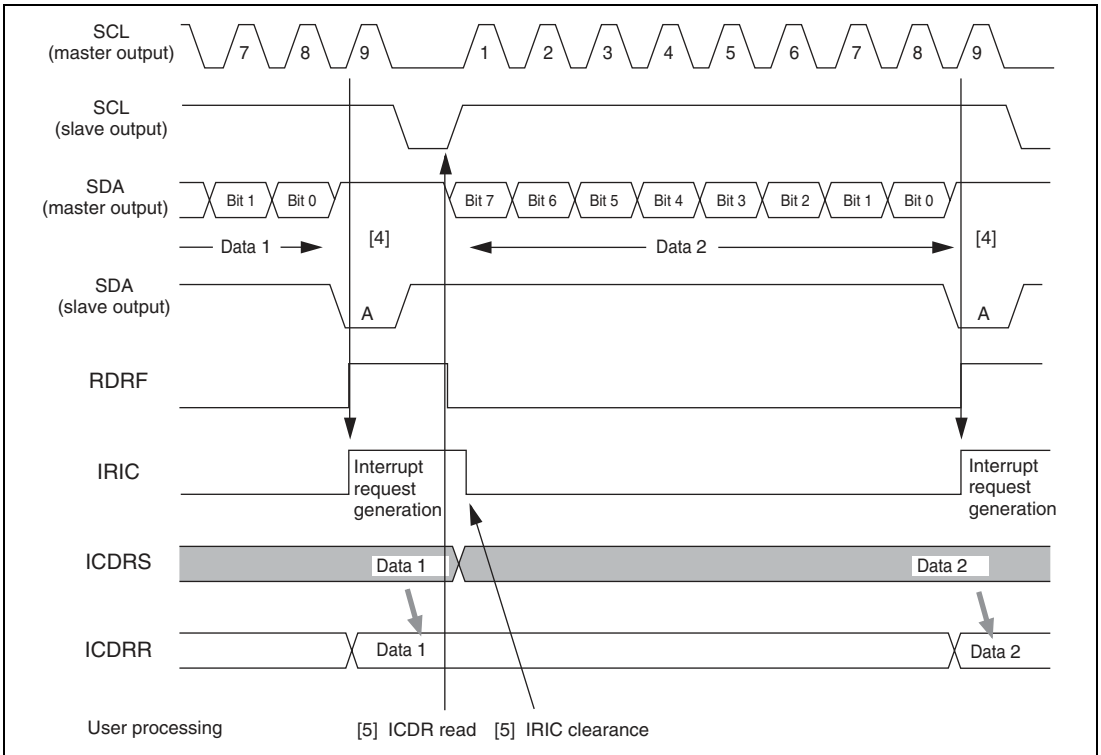 SCL
(master output)
7 8 9 1 2 3 4 5 6 7 8 9
SCL
(slave output)
SDA
(master output)
Bit 1 Bit 0 Bit 7 Bit 6 Bit 5 Bit 4 Bit 3 Bit 2 Bit 1 Bit 0
Data 1 [4] Data 2 [4]
SDA
(slave output)
A A
RDRF
IRIC
Interrupt
request
generation
Interrupt
request
generation
ICDRS
Data 1 Data 2
ICDRR
Data 1 Data 2
User processing [5] ICDR read [5] IRIC clearance